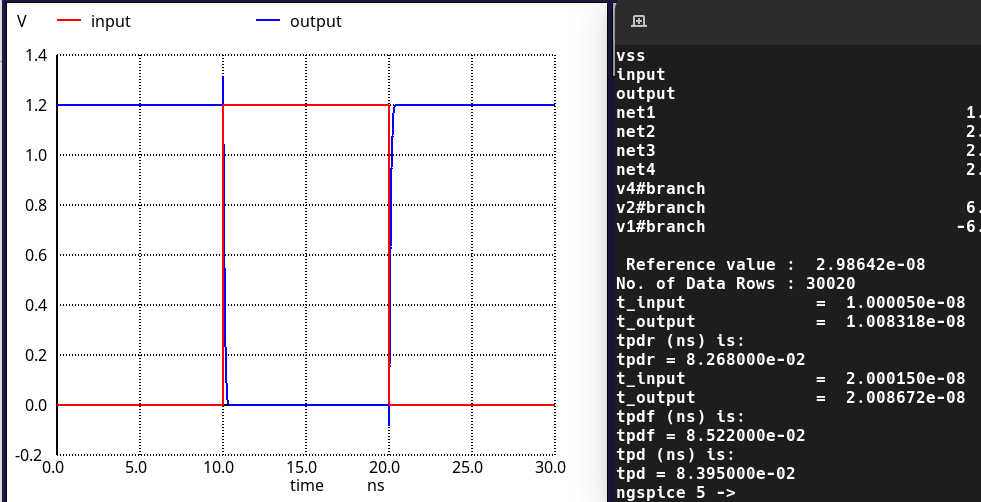 V input output
1.4
1.2
1.0
0.8
0.6
0.4
0.2
0.0
-0.2
0.0 5.0 10.0 15.0 20.0 25.0 30.0
time ns
vss
input
output
net1 1.
net2 2.
net3 2.
net4 2.
v4#branch
v2#branch 6.
v1#branch -6.
Reference value : 2.98642e-08
No. of Data Rows : 30020
t_input = 1.000050e-08
t_output = 1.008318e-08
tpdr (ns) is:
tpdr = 8.268000e-02
t_input = 2.000150e-08
t_output = 2.008672e-08
tpdf (ns) is:
tpdf = 8.522000e-02
tpd (ns) is:
tpd = 8.395000e-02
ngspice 5 ->